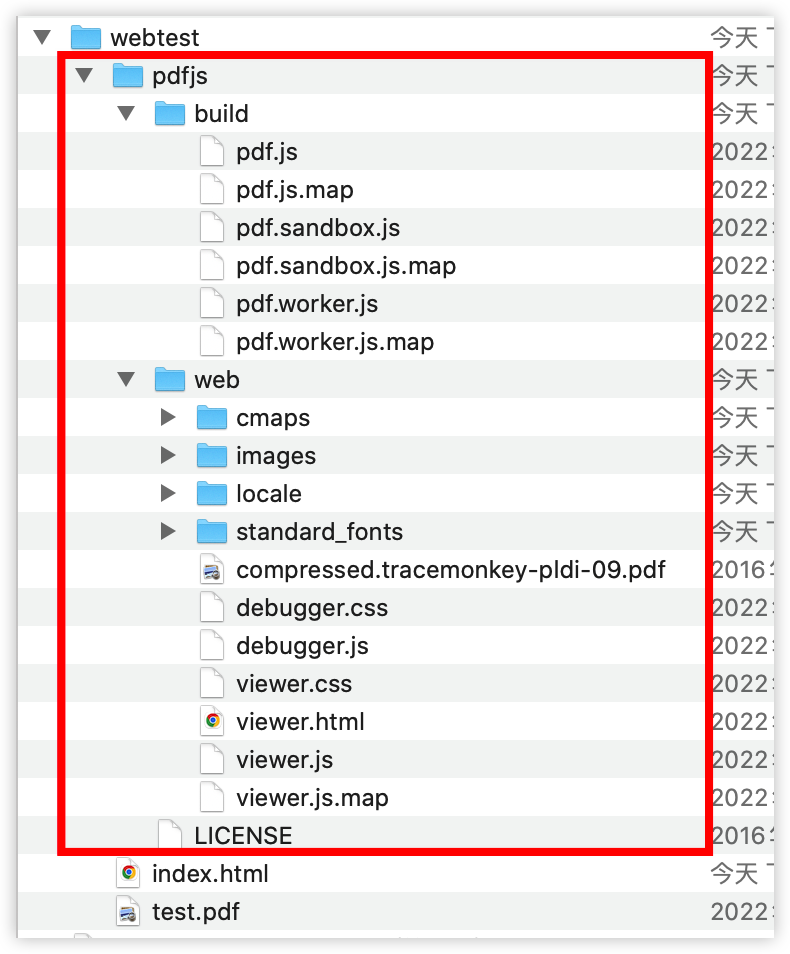 webtest 今天
pdfjs 今天
build 今天
pdf.js 2022
pdf.js.map 2022
pdf.sandbox.js 2022
pdf.sandbox.js.map 2022
pdf.worker.js 2022
pdf.worker.js.map 2022
web 今天
cmaps 今天
images 今天
locale 今天
standard_fonts 今天
compressed.tracemonkey-pldi-09.pdf 2016
debugger.css 2022
debugger.js 2022
viewer.css 2022
viewer.html 2022
viewer.js 2022
viewer.js.map 2022
LICENSE 2016
index.html 今天
test.pdf 2022